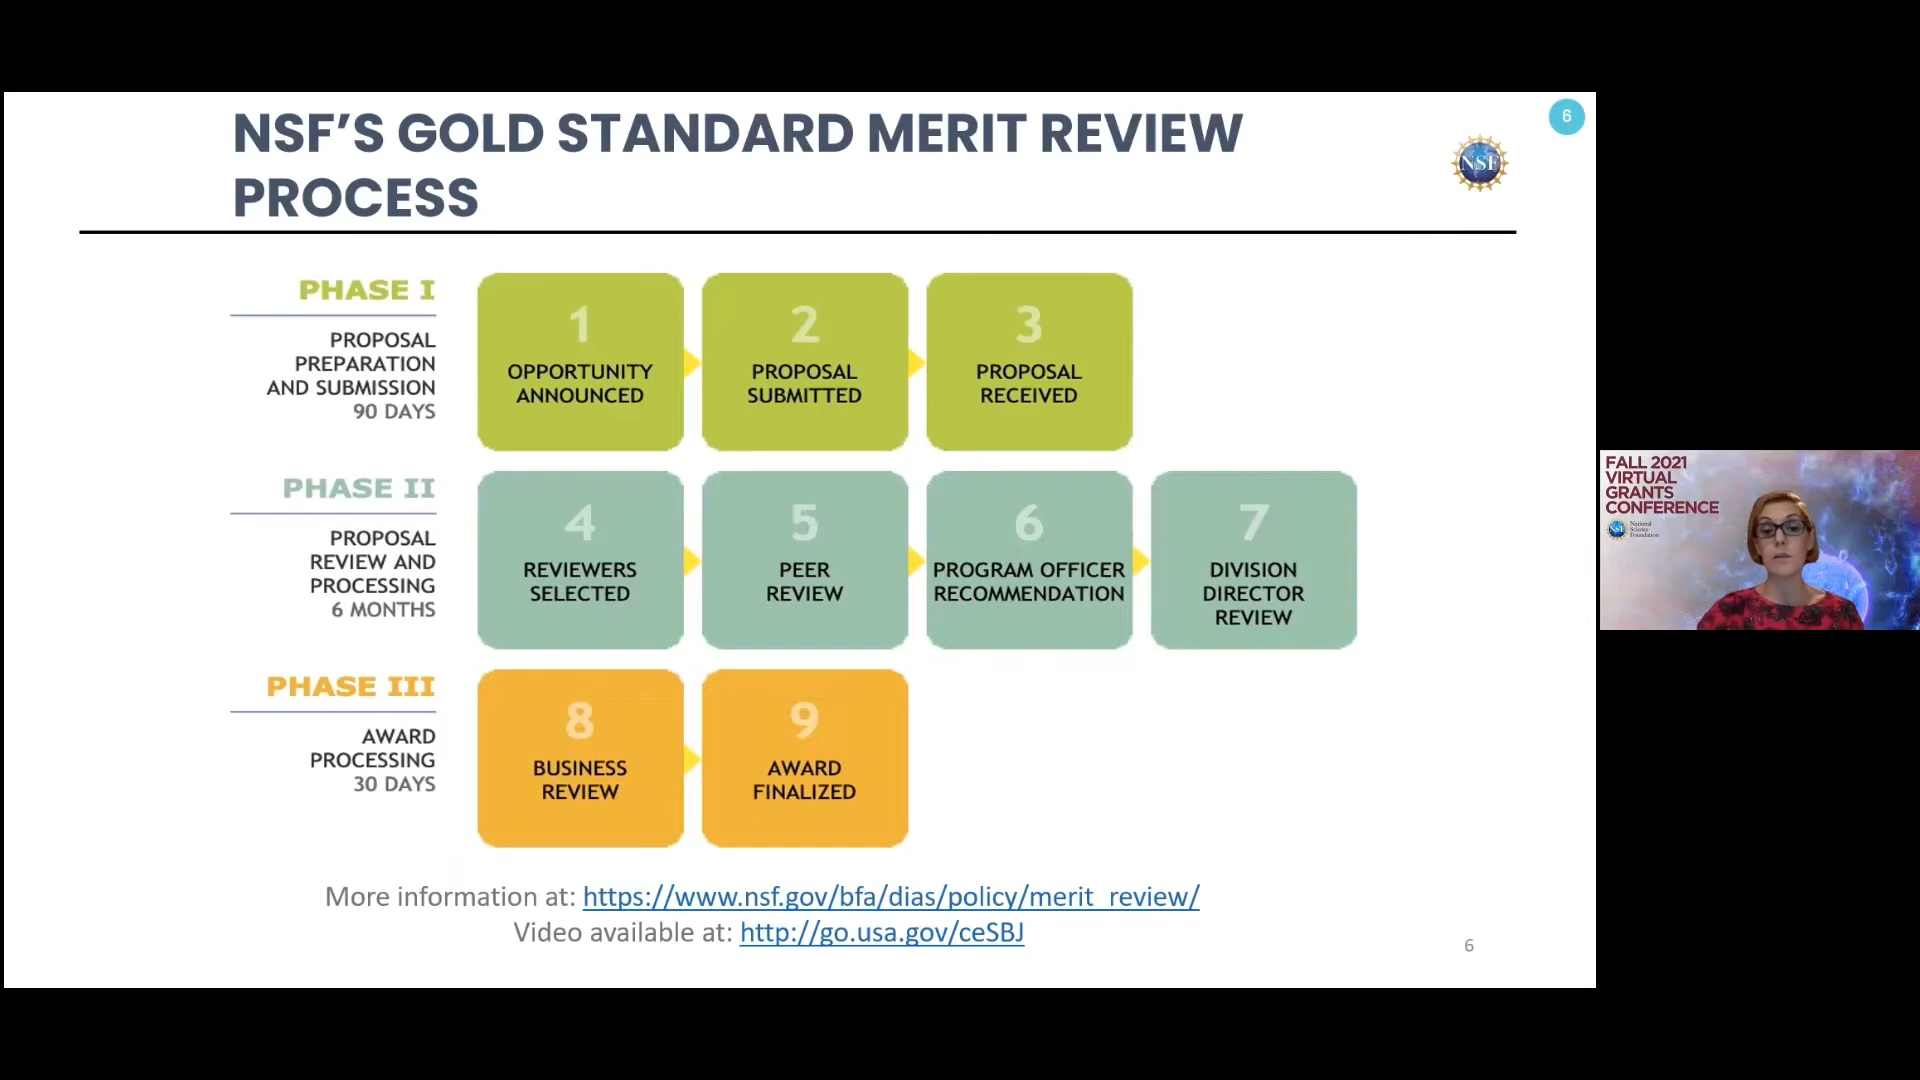 NSF'S GOLD STANDARD MERIT REVIEW
PROCESS
NSF
6
PHASE I
PROPOSAL
PREPARATION
AND SUBMISSION
90 DAYS
1
OPPORTUNITY
ANNOUNCED
2
PROPOSAL
SUBMITTED
3
PROPOSAL
RECEIVED
PHASE II
PROPOSAL
REVIEW AND
PROCESSING
6 MONTHS
4
REVIEWERS
SELECTED
5
PEER
REVIEW
6
PROGRAM OFFICER
RECOMMENDATION
7
DIVISION
DIRECTOR
REVIEW
PHASE III
AWARD
PROCESSING
30 DAYS
8
BUSINESS
REVIEW
9
AWARD
FINALIZED
More information at: https://www.nsf.gov/bfa/dias/policy/merit_review/
Video available at: http://go.usa.gov/ceSBJ
6
FALL 2021
VIRTUAL
GRANTS
CONFERENCE
NSF
National
Science
Foundation